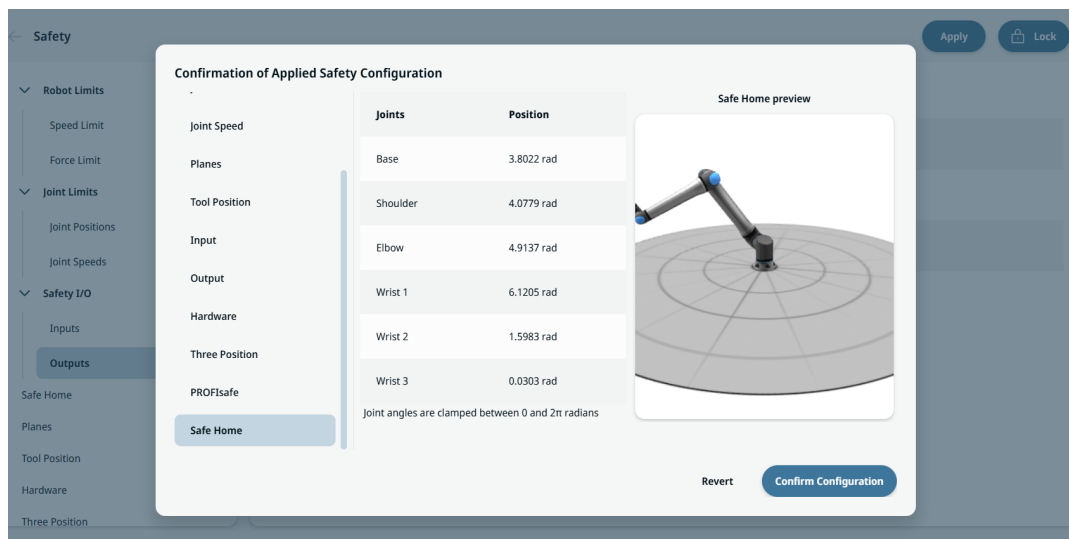 Safety
Apply
Lock
Robot Limits
Speed Limit
Force Limit
Joint Limits
Joint Positions
Joint Speeds
Safety I/O
Inputs
Outputs
Safe Home
Planes
Tool Position
Hardware
Three Position
Confirmation of Applied Safety Configuration
Joint Speed
Planes
Tool Position
Input
Output
Hardware
Three Position
PROFIsafe
Safe Home
Joints Position
Base 3.8022 rad
Shoulder 4.0779 rad
Elbow 4.9137 rad
Wrist 1 6.1205 rad
Wrist 2 1.5983 rad
Wrist 3 0.0303 rad
Joint angles are clamped between 0 and 2π radians
Safe Home preview
Revert
Confirm Configuration